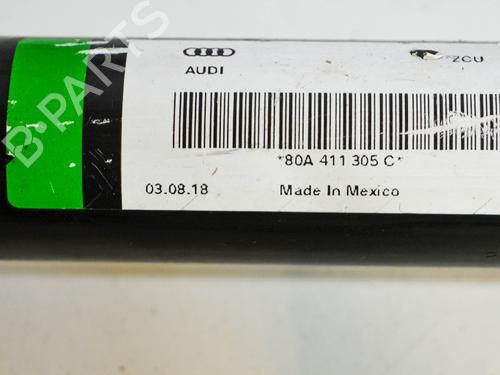 AUDI
ZCU
*80A 411 305 C*
03.08.18
Made In Mexico
B-PARTS